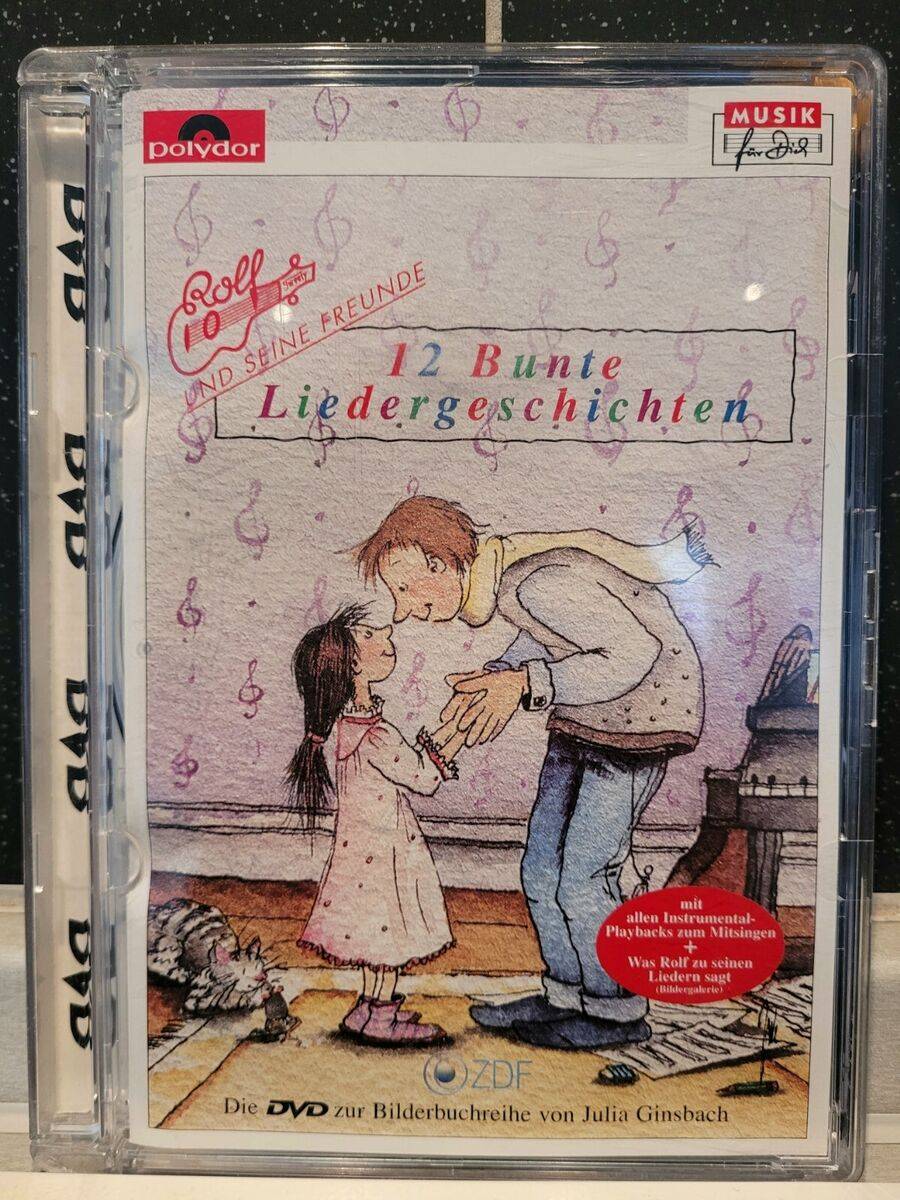 polydor
MUSIK
für Dich
Rolf
10
UND SEINE FREUNDE
12 Bunte
Liedergeschichten
mit
allen Instrumental-
Playbacks zum Mitsingen
+
Was Rolf zu seinen
Liedern sagt
(Bildergalerie)
ZDF
Die DVD zur Bilderbuchreihe von Julia Ginsbach
DVD
DVD
DVD
DVD